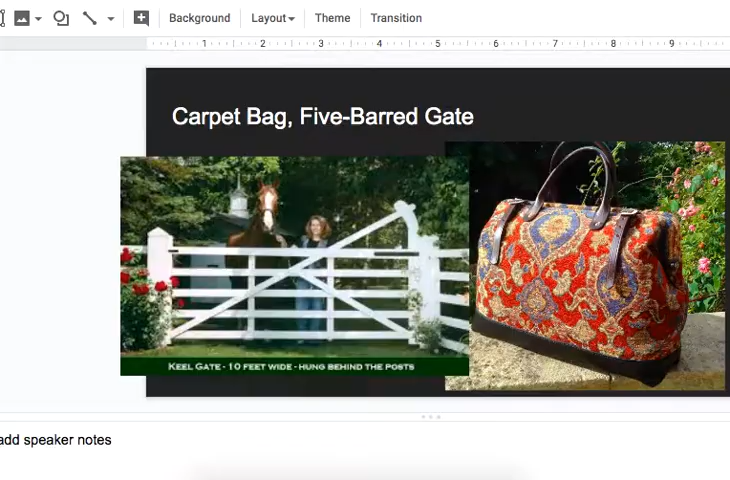 Background Layout Theme Transition
1 2 3 4 5 6 7 8 9
Carpet Bag, Five-Barred Gate
KEEL GATE - 10 FEET WIDE - HUNG BEHIND THE POSTS
add speaker notes